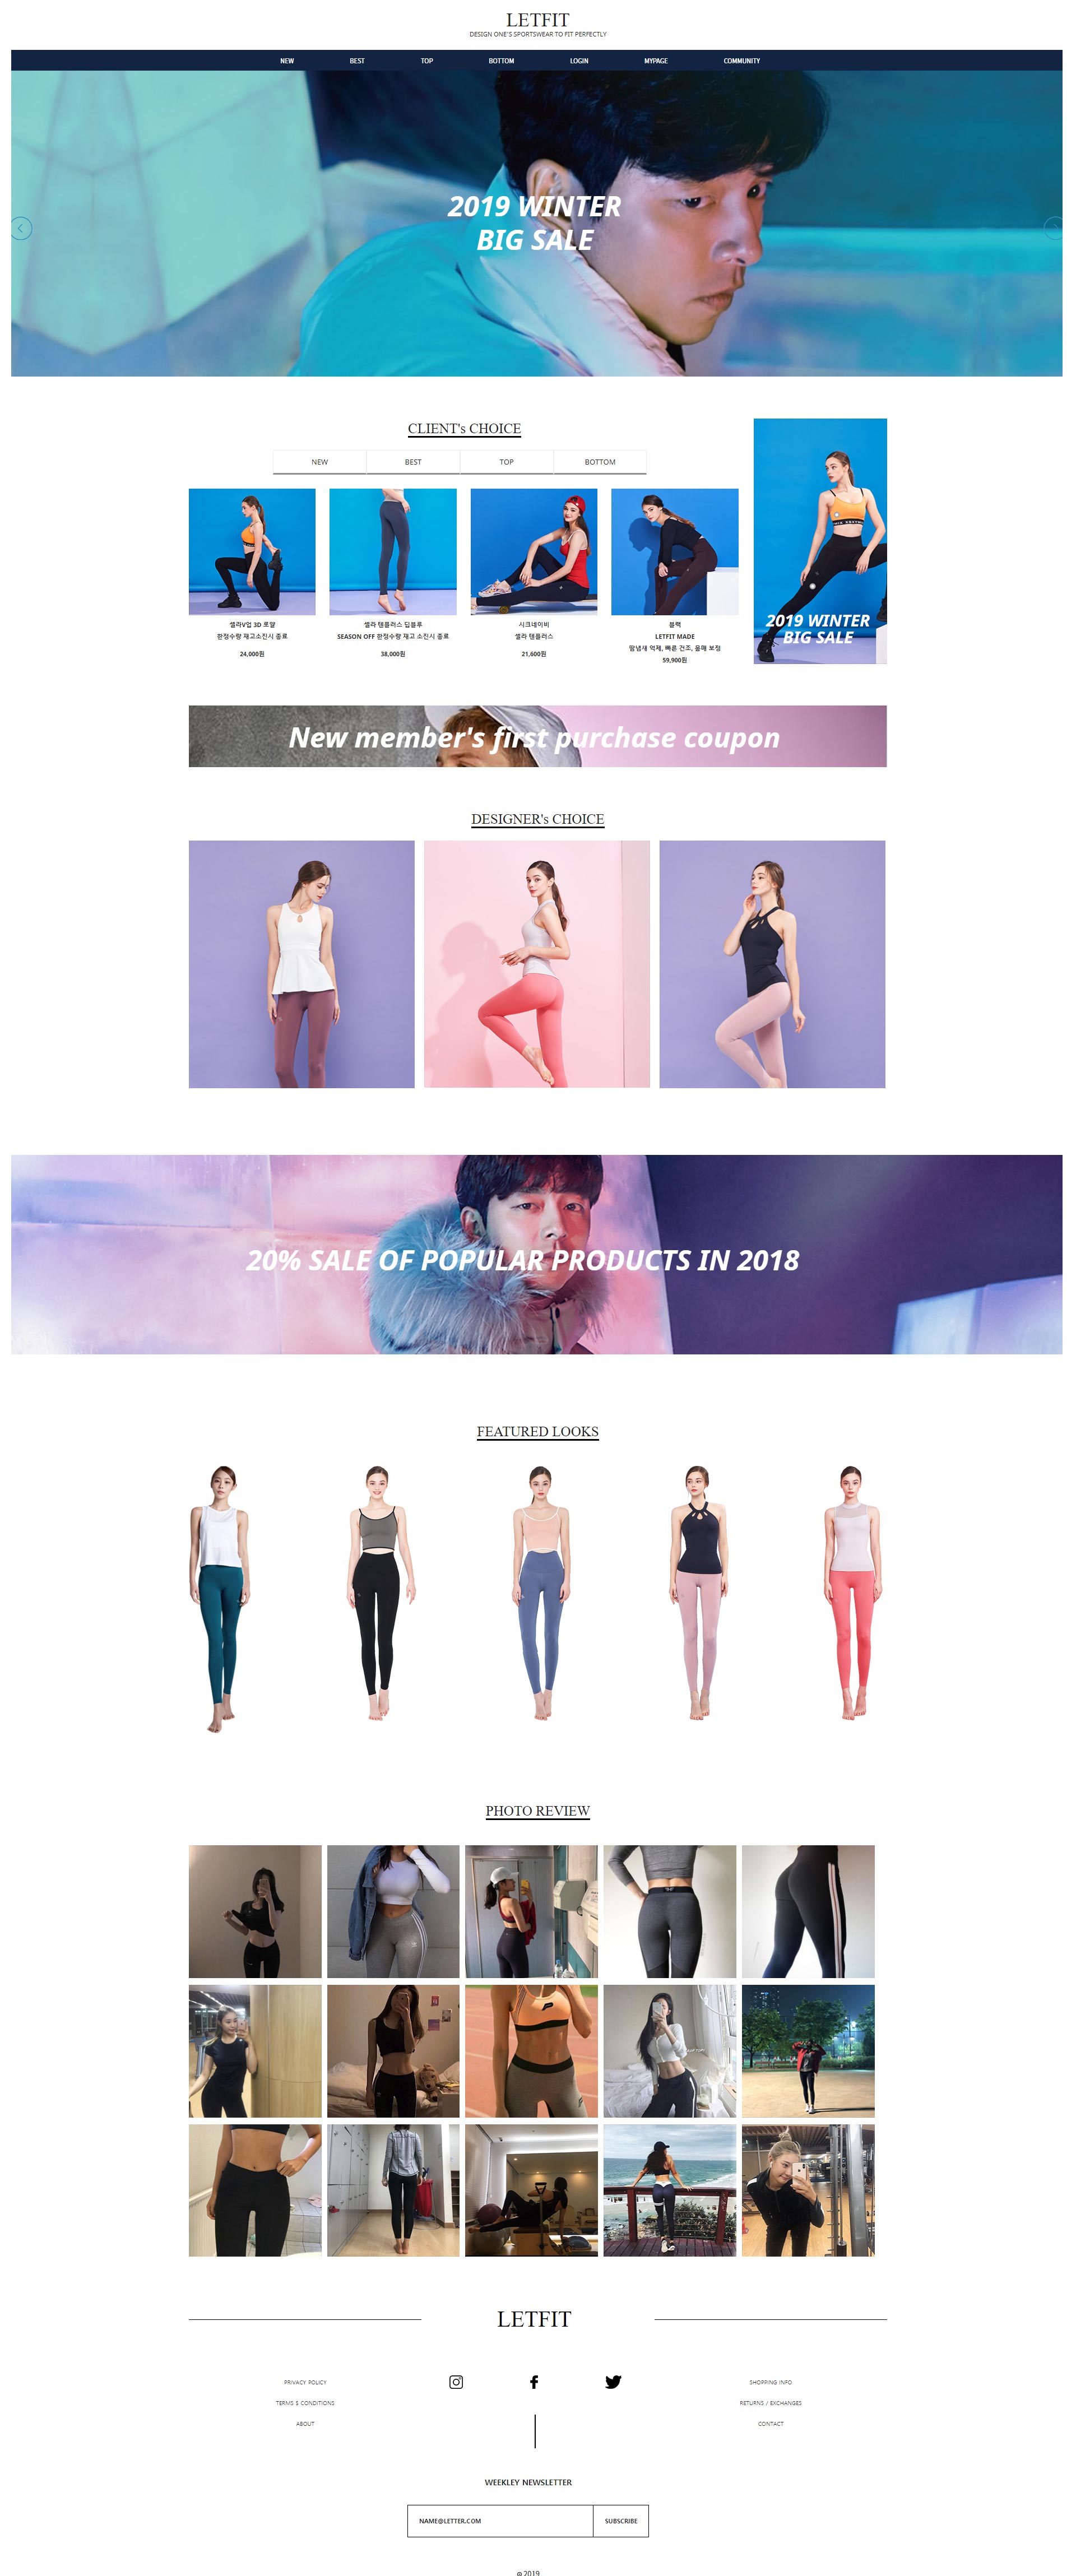 LETFIT
DESIGN ONE'S SPORTSWEAR TO FIT PERFECTLY
NEW BEST TOP BOTTOM LOGIN MYPAGE COMMUNITY
2019 WINTER
BIG SALE
CLIENT's CHOICE
NEW BEST TOP BOTTOM
셀라V업 3D 로얄
한정수량 재고소진시 종료
24,000원
셀라 텐플러스 딥블루
SEASON OFF 한정수량 재고 소진시 종료
38,000원
시크네이비
셀라 텐플러스
21,600원
블랙
LETFIT MADE
땀냄새 억제, 빠른 건조, 몸매 보정
59,900원
2019 WINTER
BIG SALE
New member's first purchase coupon
DESIGNER's CHOICE
20% SALE OF POPULAR PRODUCTS IN 2018
FEATURED LOOKS
PHOTO REVIEW
LETFIT
PRIVACY POLICY
TERMS $ CONDITIONS
ABOUT
SHOPPING INFO
RETURNS / EXCHANGES
CONTACT
WEEKLEY NEWSLETTER
NAME@LETTER.COM SUBSCRIBE
© 2019